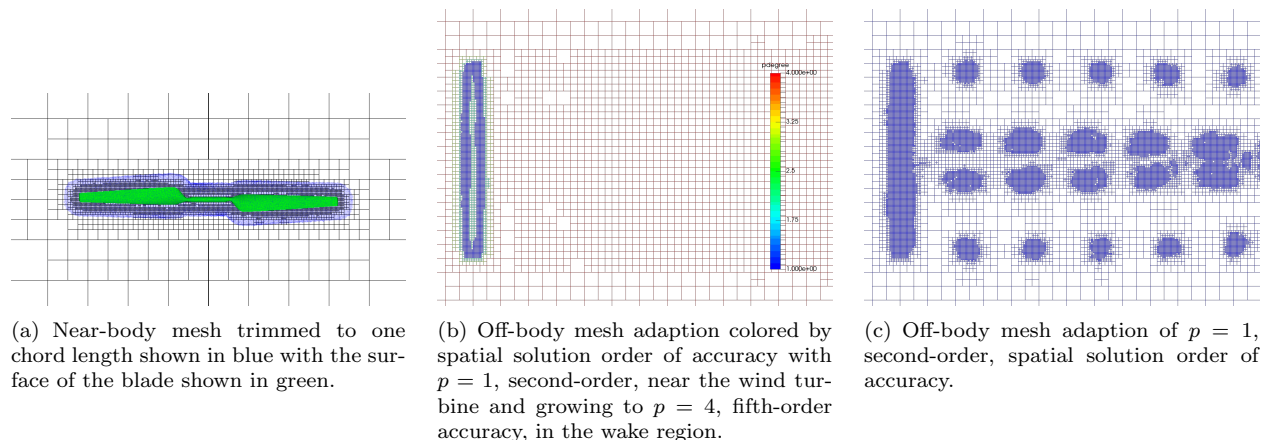 pdegree
4.000e+00
3.25
2.5
1.75
1.000e+00
(a) Near-body mesh trimmed to one
chord length shown in blue with the sur-
face of the blade shown in green.
(b) Off-body mesh adaption colored by
spatial solution order of accuracy with
p = 1, second-order, near the wind tur-
bine and growing to p = 4, fifth-order
accuracy, in the wake region.
(c) Off-body mesh adaption of p = 1,
second-order, spatial solution order of
accuracy.